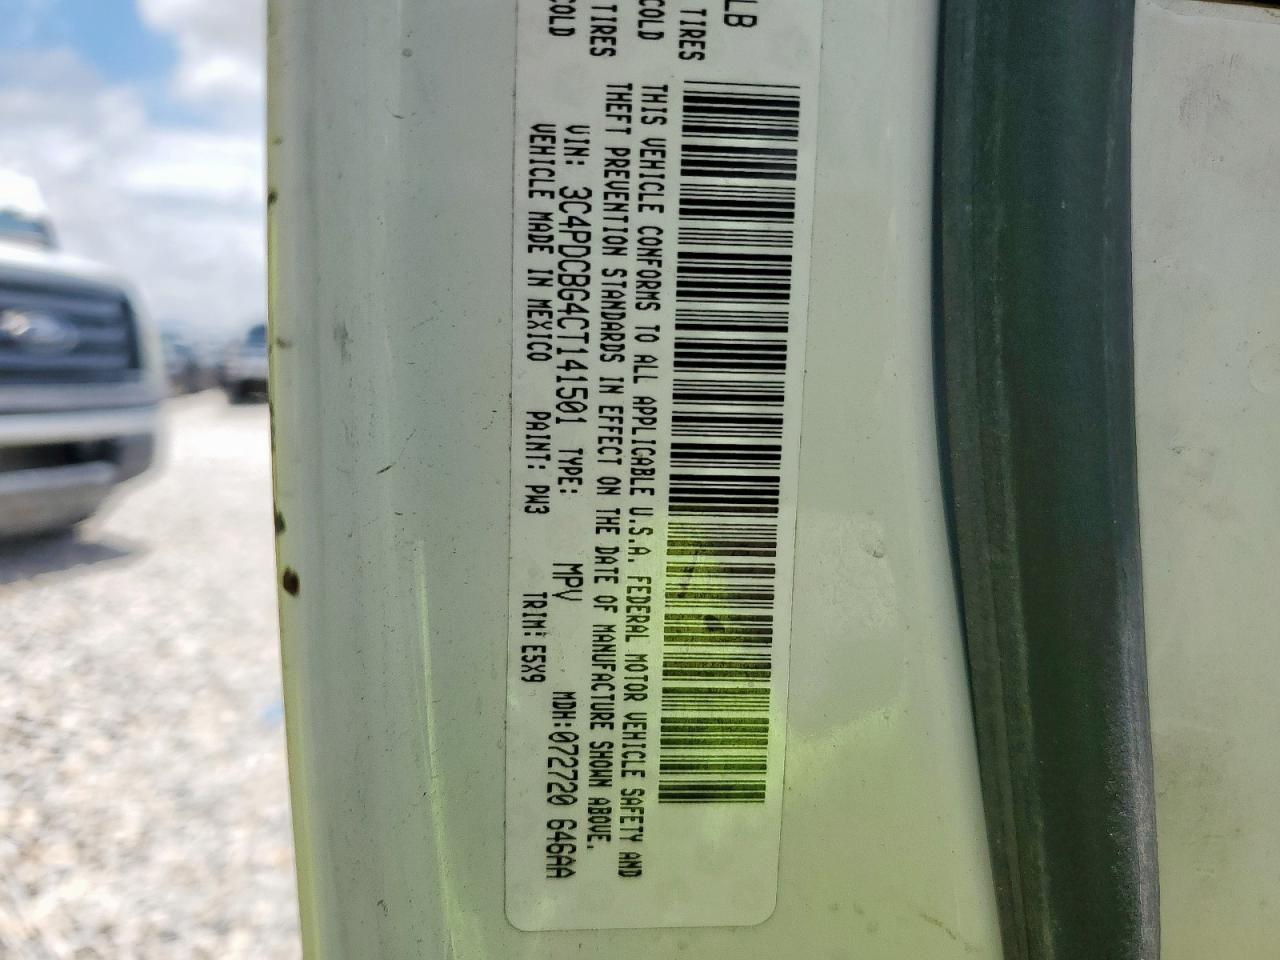 LB
TIRES
COLD
TIRES
COLD
THIS VEHICLE CONFORMS TO ALL APPLICABLE U.S.A. FEDERAL MOTOR VEHICLE SAFETY AND
THEFT PREVENTION STANDARDS IN EFFECT ON THE DATE OF MANUFACTURE SHOWN ABOVE.
VIN: 3C4PDCBG4CT141501 TYPE: MPV MDH:072720 646AA
VEHICLE MADE IN MEXICO PAINT: PW3 TRIM: E5X9